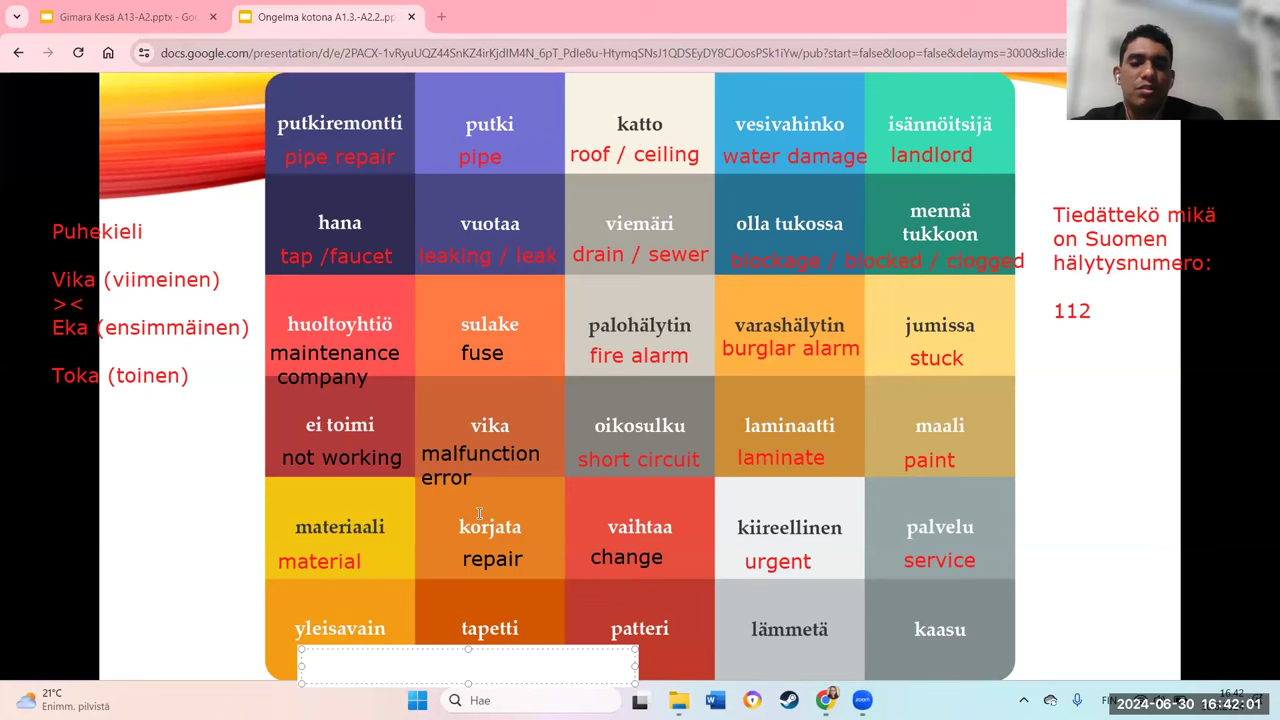 Gimara Kesä A13-A2.pptx - Goo
Ongelma kotona A1.3.-A2.2..pp
docs.google.com/presentation/d/e/2PACX-1vRyuUQZ44SnKZ4irKjdIM4N_6pT_PdIe8u-HtymqSNsJ1QDSEyDY8CJOosPSk1iYw/pub?start=false&loop=false&delayms=3000&slide
putkiremontti
pipe repair
putki
pipe
katto
roof / ceiling
vesivahinko
water damage
isännöitsijä
landlord
hana
tap /faucet
vuotaa
leaking / leak
viemäri
drain / sewer
olla tukossa
mennä
tukkoon
blockage / blocked / clogged
huoltoyhtiö
maintenance
company
sulake
fuse
palohälytin
fire alarm
varashälytin
burglar alarm
jumissa
stuck
ei toimi
not working
vika
malfunction
error
oikosulku
short circuit
laminaatti
laminate
maali
paint
materiaali
material
korjata
repair
vaihtaa
change
kiireellinen
urgent
palvelu
service
yleisavain
tapetti
patteri
lämmetä
kaasu
Puhekieli
Vika (viimeinen)
><
Eka (ensimmäinen)
Toka (toinen)
Tiedättekö mikä
on Suomen
hälytysnumero:
112
21°C
Enimm. pilvistä
Hae
FIN
16.42
2024-06-30 16:42:01